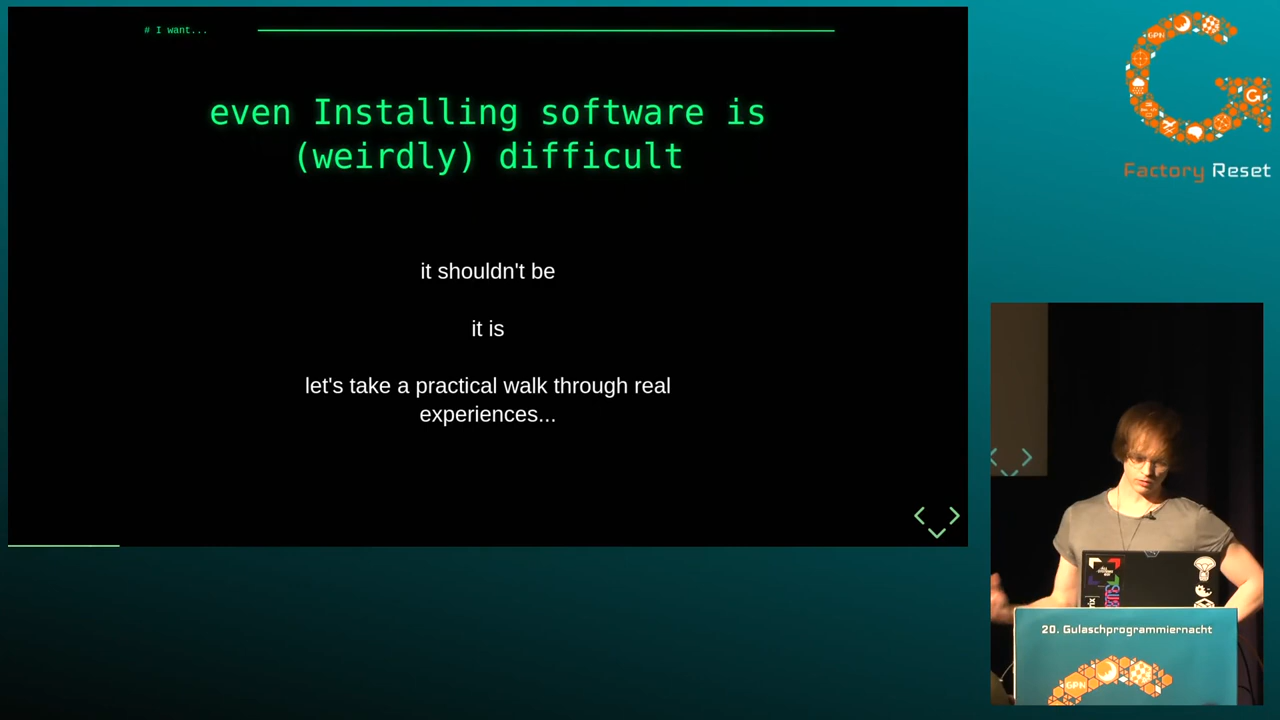 # I want...
even Installing software is
(weirdly) difficult
it shouldn't be
it is
let's take a practical walk through real
experiences...
GPN
Factory Reset
20. Gulaschprogrammiernacht
GPN